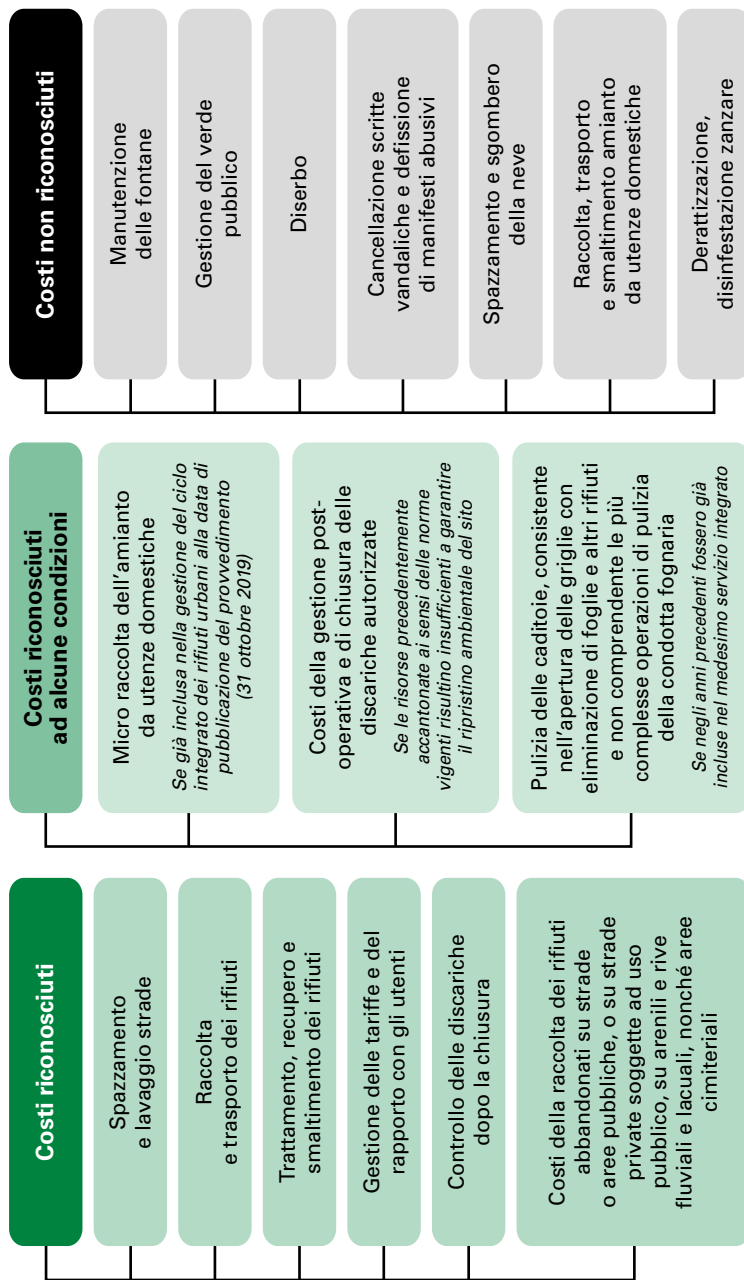 Costi riconosciuti
Spazzamento
e lavaggio strade
Raccolta
e trasporto dei rifiuti
Trattamento, recupero e
smaltimento dei rifiuti
Gestione delle tariffe e del
rapporto con gli utenti
Controllo delle discariche
dopo la chiusura
Costi della raccolta dei rifiuti
abbandonati su strade
o aree pubbliche, o su strade
private soggette ad uso
pubblico, su arenili e rive
fluviali e lacuali, nonché aree
cimiteriali
Costi riconosciuti
ad alcune condizioni
Micro raccolta dell'amianto
da utenze domestiche
Se già inclusa nella gestione del ciclo
integrato dei rifiuti urbani alla data di
pubblicazione del provvedimento
(31 ottobre 2019)
Costi della gestione post-
operativa e di chiusura delle
discariche autorizzate
Se le risorse precedentemente
accantonate ai sensi delle norme
vigenti risultino insufficienti a garantire
il ripristino ambientale del sito
Pulizia delle caditoie, consistente
nell'apertura delle griglie con
eliminazione di foglie e altri rifiuti
e non comprendente le più
complesse operazioni di pulizia
della condotta fognaria
Se negli anni precedenti fossero già
incluse nel medesimo servizio integrato
Costi non riconosciuti
Manutenzione
delle fontane
Gestione del verde
pubblico
Diserbo
Cancellazione scritte
vandaliche e defissione
di manifesti abusivi
Spazzamento e sgombero
della neve
Raccolta, trasporto
e smaltimento amianto
da utenze domestiche
Derattizzazione,
disinfestazione zanzare